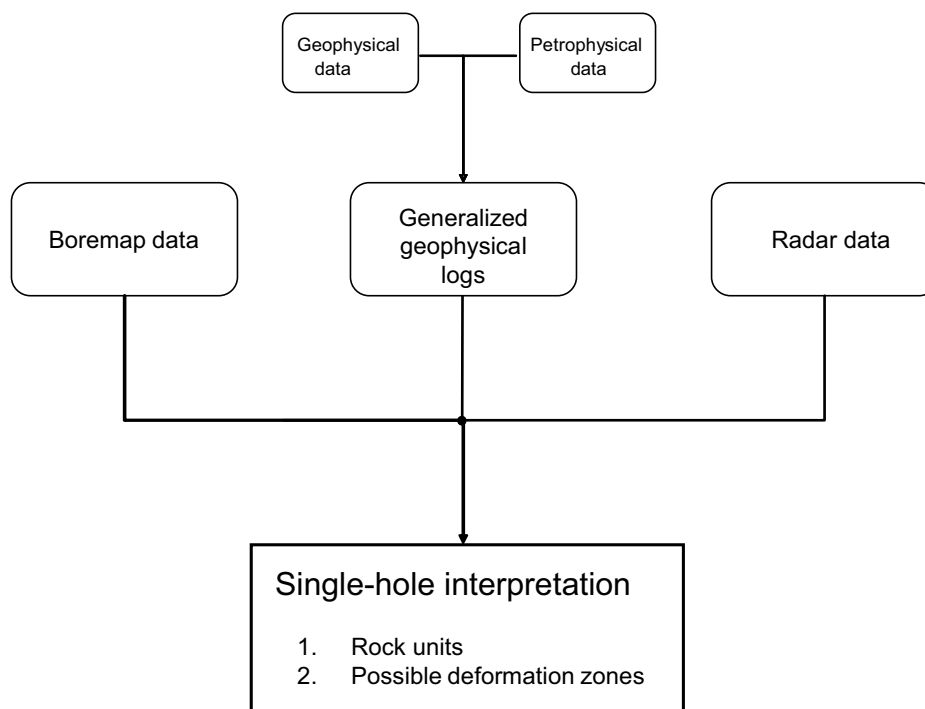 Geophysical
data
Petrophysical
data
Boremap data
Generalized
geophysical
logs
Radar data
Single-hole interpretation
1. Rock units
2. Possible deformation zones